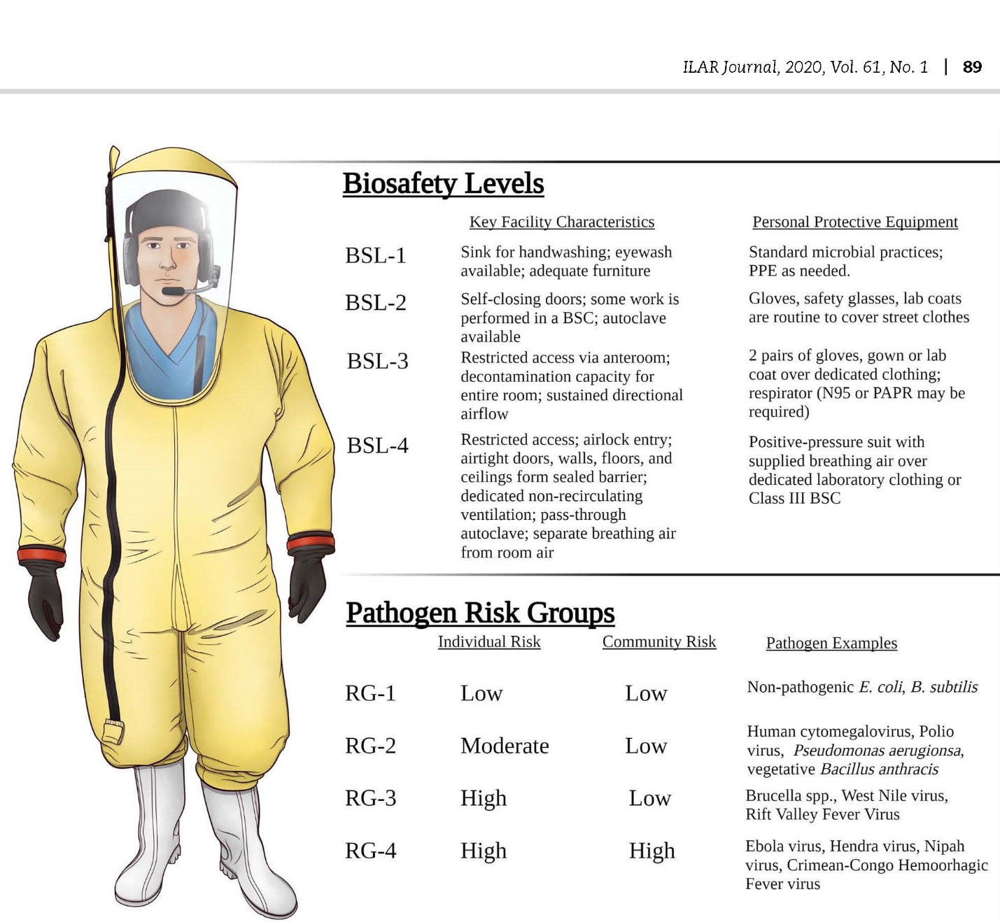 ILAR Journal, 2020, Vol. 61, No. 1 | 89
Biosafety Levels
Key Facility Characteristics
Personal Protective Equipment
BSL-1
Sink for handwashing; eyewash
available; adequate furniture
Standard microbial practices;
PPE as needed.
BSL-2
Self-closing doors; some work is
performed in a BSC; autoclave
available
Gloves, safety glasses, lab coats
are routine to cover street clothes
BSL-3
Restricted access via anteroom;
decontamination capacity for
entire room; sustained directional
airflow
2 pairs of gloves, gown or lab
coat over dedicated clothing;
respirator (N95 or PAPR may be
required)
BSL-4
Restricted access; airlock entry;
airtight doors, walls, floors, and
ceilings form sealed barrier;
dedicated non-recirculating
ventilation; pass-through
autoclave; separate breathing air
from room air
Positive-pressure suit with
supplied breathing air over
dedicated laboratory clothing or
Class III BSC
Pathogen Risk Groups
Individual Risk
Community Risk
Pathogen Examples
RG-1
Low
Low
Non-pathogenic E. coli, B. subtilis
RG-2
Moderate
Low
Human cytomegalovirus, Polio
virus, Pseudomonas aerugionsa,
vegetative Bacillus anthracis
RG-3
High
Low
Brucella spp., West Nile virus,
Rift Valley Fever Virus
RG-4
High
High
Ebola virus, Hendra virus, Nipah
virus, Crimean-Congo Hemoorhagic
Fever virus